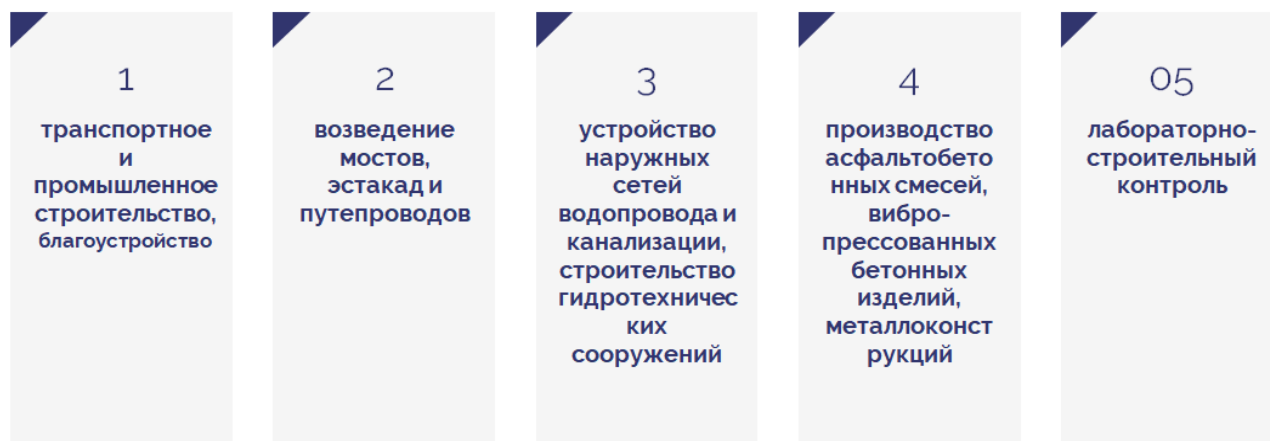 1
транспортное
и
промышленное
строительство,
благоустройство
2
возведение
мостов,
эстакад и
путепроводов
3
устройство
наружных
сетей
водопровода и
канализации,
строительство
гидротехничес
ких
сооружений
4
производство
асфальтобето
нных смесей,
вибро-
прессованных
бетонных
изделий,
металлоконст
рукций
05
лабораторно-
строительный
контроль